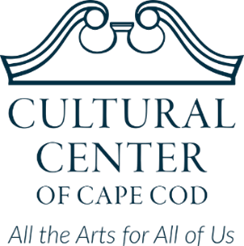 CULTURAL
CENTER
OF CAPE COD
All the Arts for All of Us